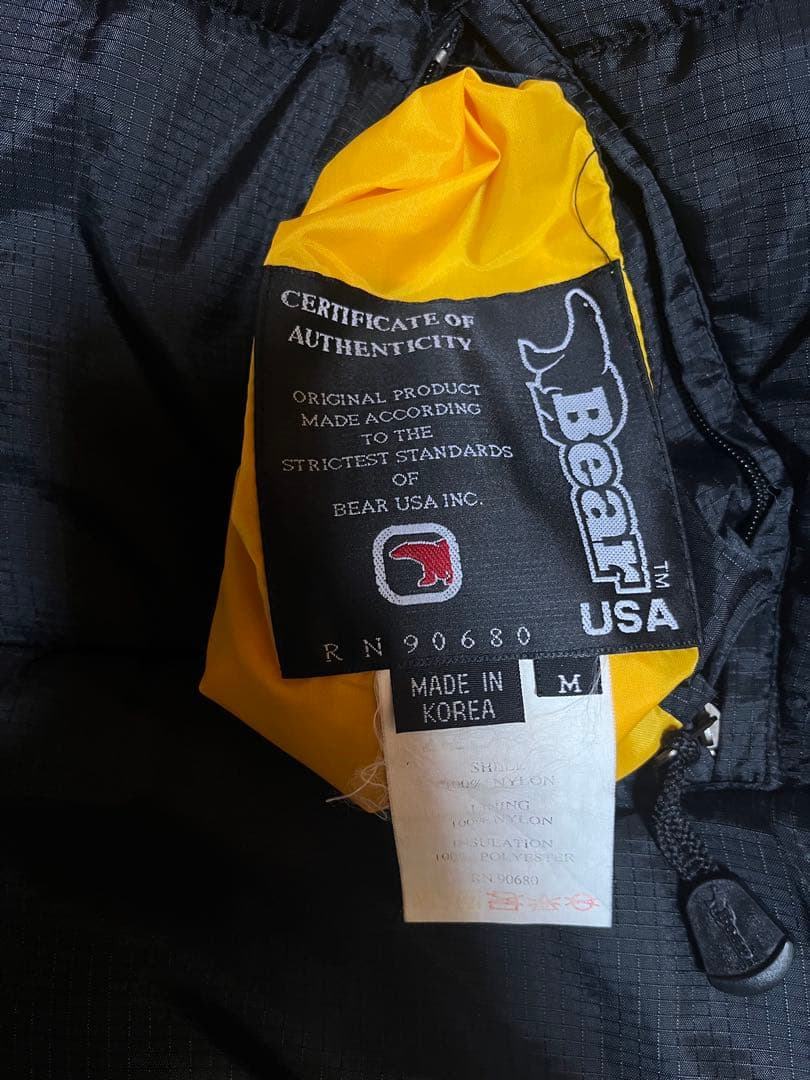 CERTIFICATE OF
AUTHENTICITY
ORIGINAL PRODUCT
MADE ACCORDING
TO THE
STRICTEST STANDARDS
OF
BEAR USA INC.
RN 90680
Bear
USA
TM
MADE IN
KOREA
M
SHELL
100% NYLON
LINING
100% NYLON
INSULATION
100% POLYESTER
RN 90680